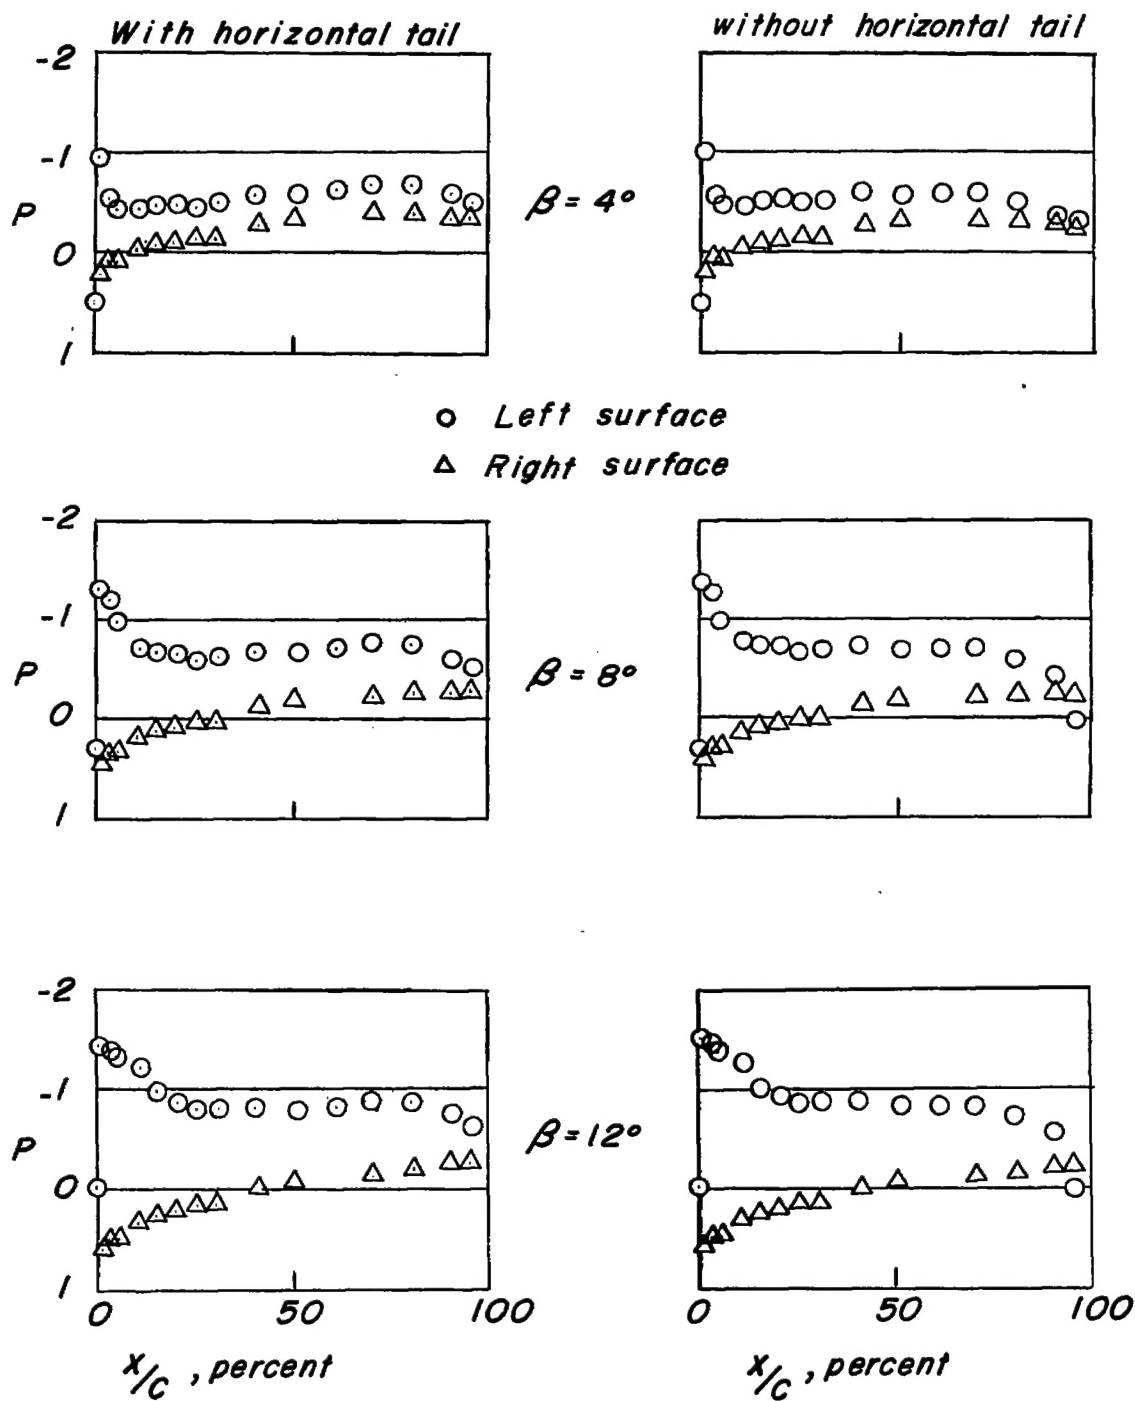 With horizontal tail
without horizontal tail
-2
-1
P
0
1
β = 4°
○ Left surface
△ Right surface
-2
-1
P
0
1
β = 8°
-2
-1
P
0
1
β = 12°
0 50 100
0 50 100
x/c, percent
x/c, percent